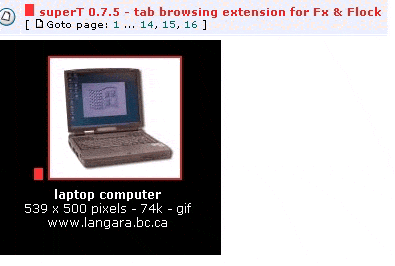 superT 0.7.5 - tab browsing extension for Fx & Flock
[ Goto page: 1 ... 14, 15, 16 ]
laptop computer
539 x 500 pixels - 74k - gif
www.langara.bc.ca